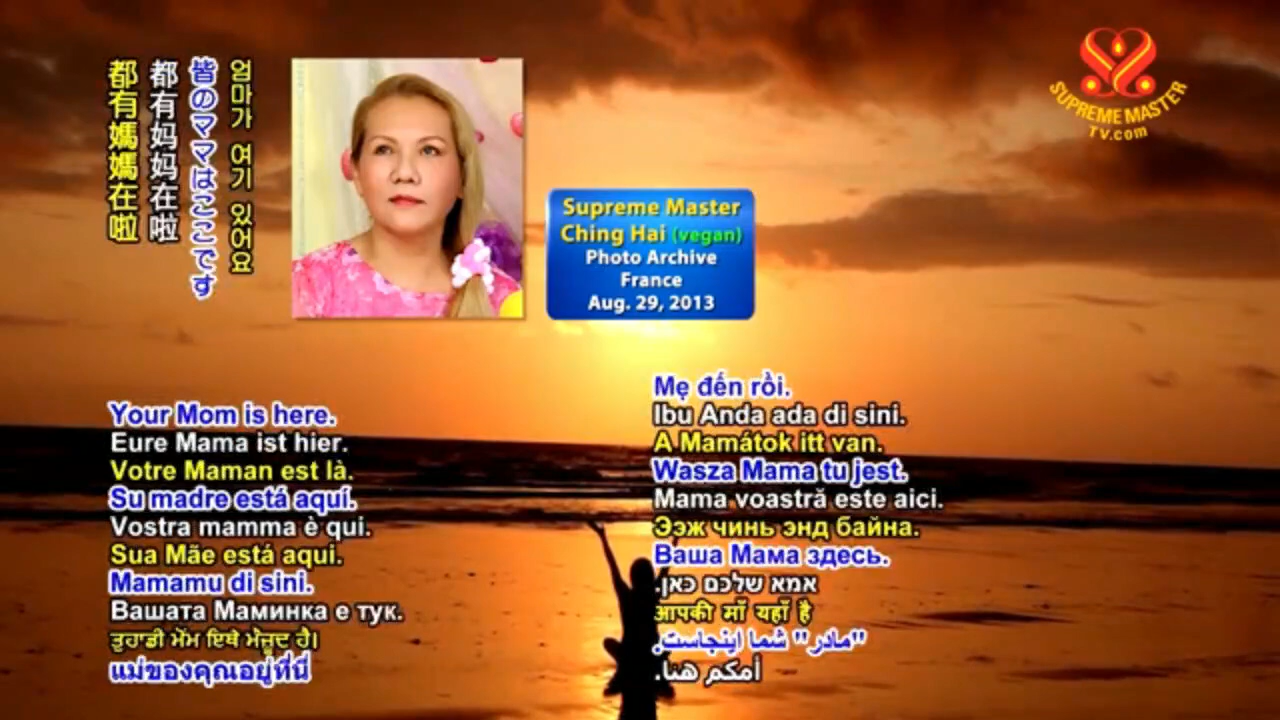 都有媽媽在啦
都有妈妈在啦
皆のママはここです
엄마가 여기 있어요
Supreme Master
Ching Hai (vegan)
Photo Archive
France
Aug. 29, 2013
SUPREME MASTER
TV.com
Your Mom is here.
Eure Mama ist hier.
Votre Maman est là.
Su madre está aquí.
Vostra mamma è qui.
Sua Mãe está aqui.
Mamamu di sini.
Вашата Маминка е тук.
ਤੁਹਾਡੀ ਮੌਮ ਇਥੇ ਮੌਜੂਦ ਹੈ।
แม่ของคุณอยู่ที่นี่
Mẹ đến rồi.
Ibu Anda ada di sini.
A Mamátok itt van.
Wasza Mama tu jest.
Mama voastră este aici.
Ээж чинь энд байна.
Ваша Мама здесь.
אמא שלכם כאן.
आपकी माँ यहाँ है
"مادر" شما اینجاست.
أمكم هنا.